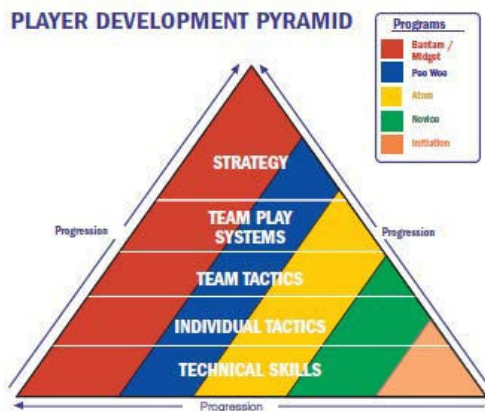 PLAYER DEVELOPMENT PYRAMID
Programs
Bantam /
Midget
Pee Wee
Atom
Novice
Initiation
STRATEGY
TEAM PLAY
SYSTEMS
Progression
Progression
TEAM TACTICS
INDIVIDUAL TACTICS
TECHNICAL SKILLS
Progression